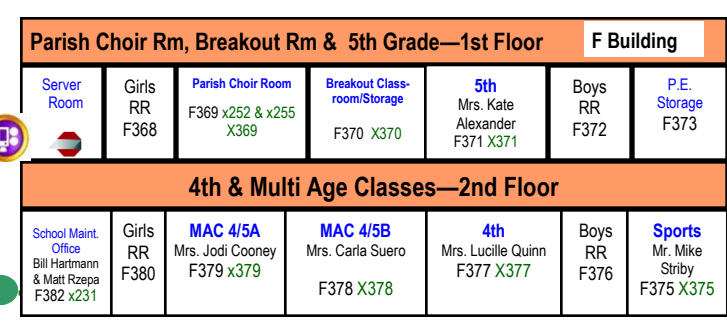 Parish Choir Rm, Breakout Rm & 5th Grade—1st Floor
F Building
Server
Room
Girls
RR
F368
Parish Choir Room
F369 x252 & x255
X369
Breakout Class-
room/Storage
F370 X370
5th
Mrs. Kate
Alexander
F371 X371
Boys
RR
F372
P.E.
Storage
F373
4th & Multi Age Classes—2nd Floor
School Maint.
Office
Bill Hartmann
& Matt Rzepa
F382 x231
Girls
RR
F380
MAC 4/5A
Mrs. Jodi Cooney
F379 x379
MAC 4/5B
Mrs. Carla Suero
F378 X378
4th
Mrs. Lucille Quinn
F377 X377
Boys
RR
F376
Sports
Mr. Mike
Striby
F375 X375